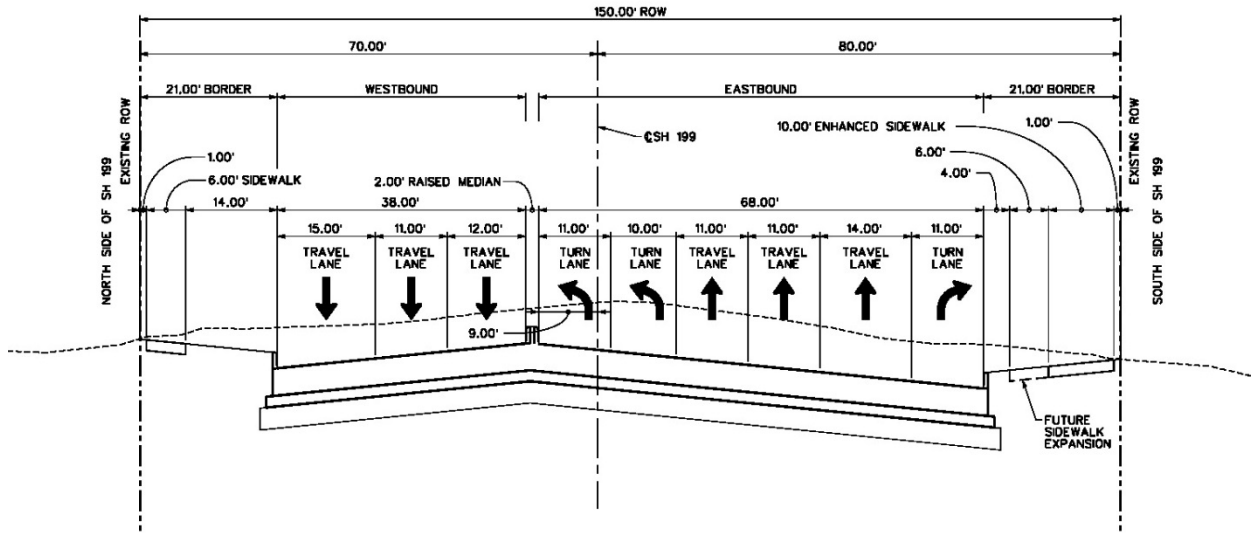 150.00' ROW
70.00'
80.00'
21.00' BORDER
WESTBOUND
EASTBOUND
21.00' BORDER
NORTH SIDE OF SH 199
EXISTING ROW
℄SH 199
10.00' ENHANCED SIDEWALK
1.00'
EXISTING ROW
SOUTH SIDE OF SH 199
1.00'
6.00' SIDEWALK
2.00' RAISED MEDIAN
6.00'
4.00'
14.00'
38.00'
68.00'
15.00'
11.00'
12.00'
11.00'
10.00'
11.00'
11.00'
14.00'
11.00'
TRAVEL
LANE
TRAVEL
LANE
TRAVEL
LANE
TURN
LANE
TURN
LANE
TRAVEL
LANE
TRAVEL
LANE
TRAVEL
LANE
TURN
LANE
9.00'
FUTURE
SIDEWALK
EXPANSION